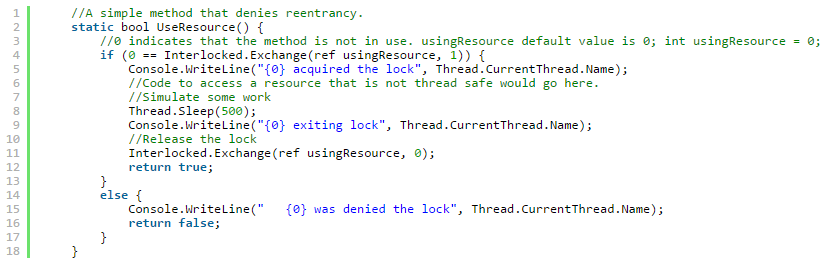 1 //A simple method that denies reentrancy.
2 static bool UseResource() {
3 //0 indicates that the method is not in use. usingResource default value is 0; int usingResource = 0;
4 if (0 == Interlocked.Exchange(ref usingResource, 1)) {
5 Console.WriteLine("{0} acquired the lock", Thread.CurrentThread.Name);
6 //Code to access a resource that is not thread safe would go here.
7 //Simulate some work
8 Thread.Sleep(500);
9 Console.WriteLine("{0} exiting lock", Thread.CurrentThread.Name);
10 //Release the lock
11 Interlocked.Exchange(ref usingResource, 0);
12 return true;
13 }
14 else {
15 Console.WriteLine("   {0} was denied the lock", Thread.CurrentThread.Name);
16 return false;
17 }
18 }